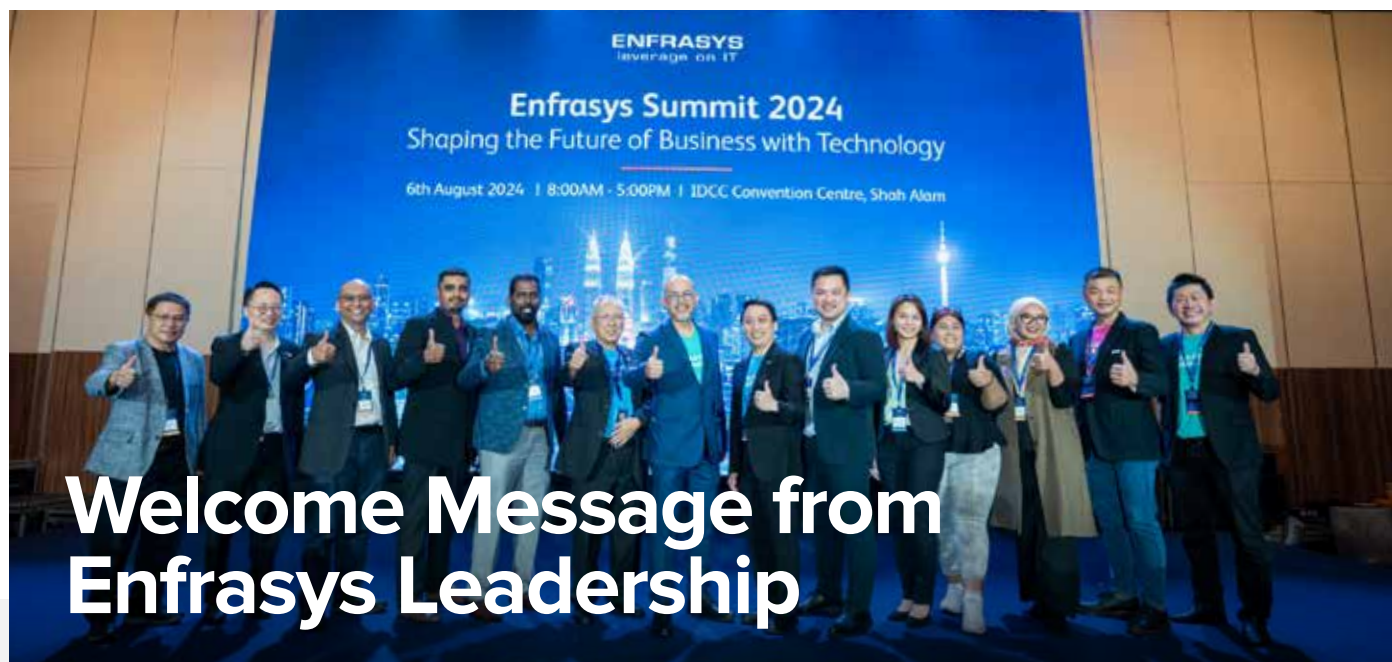 ENFRASYS
leverage on IT
Enfrasys Summit 2024
Shaping the Future of Business with Technology
6th August 2024 | 8:00AM - 5:00PM | IDCC Convention Centre, Shah Alam
Welcome Message from
Enfrasys Leadership